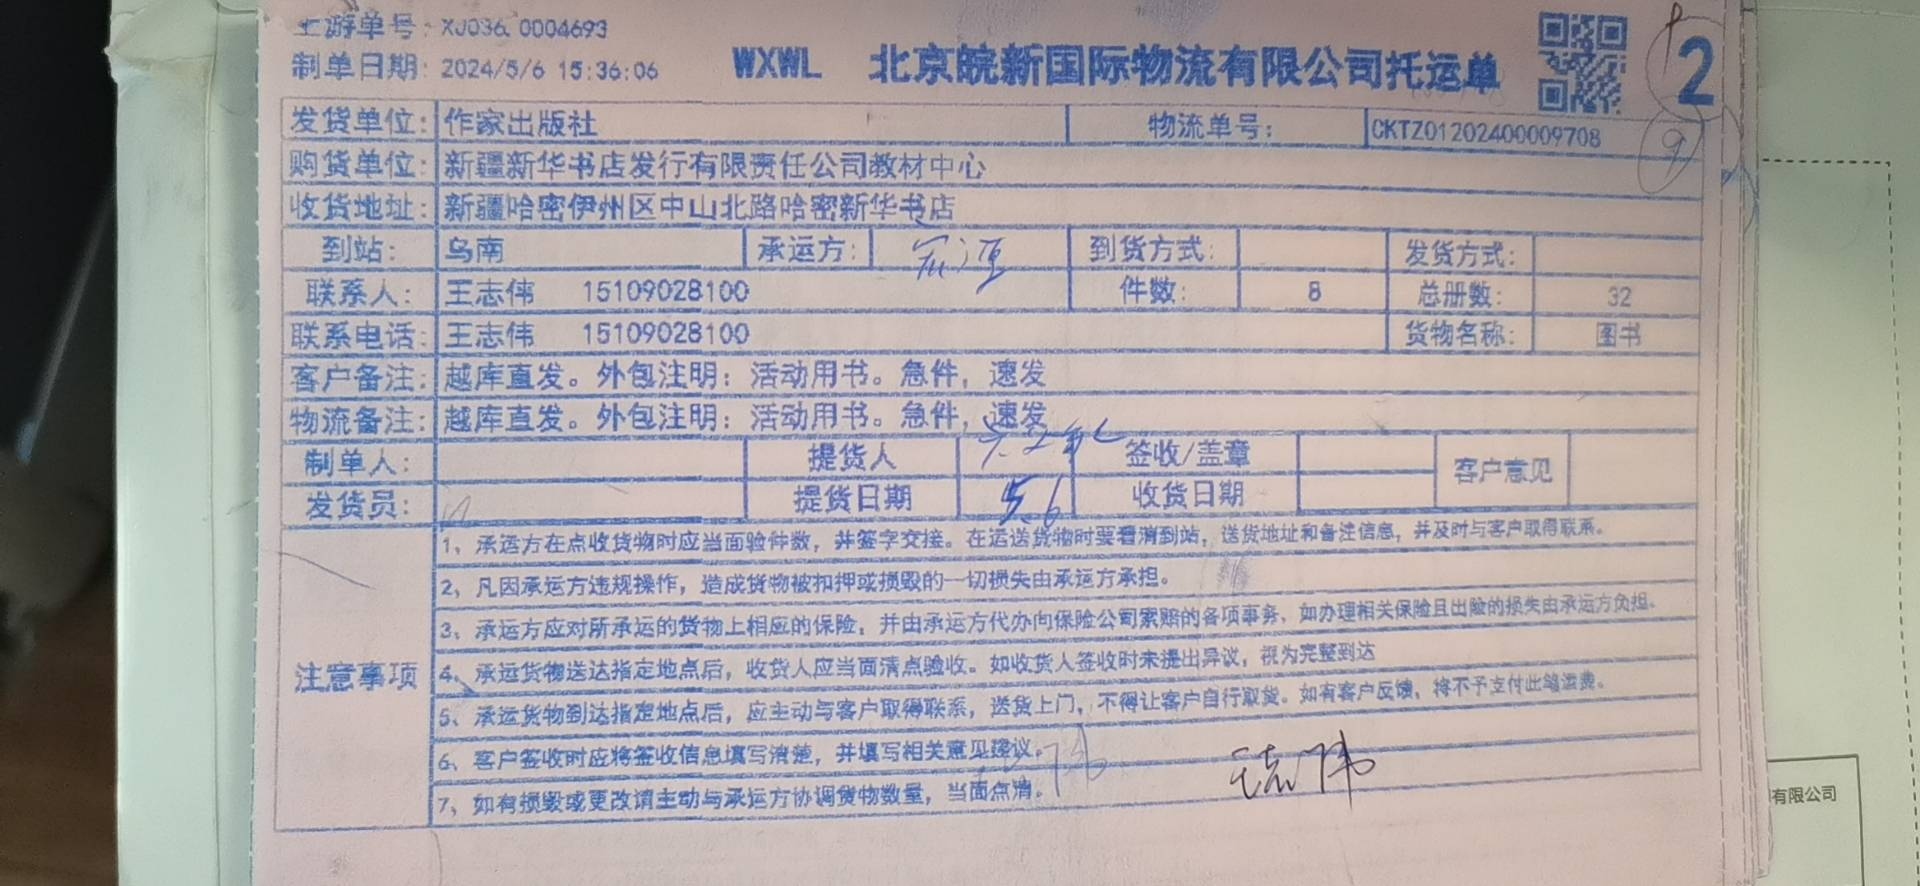 上游单号: XJ036.0004693
制单日期: 2024/5/6 15:36:06
WXWL 北京皖新国际物流有限公司托运单
2
9
发货单位: 作家出版社 物流单号: CKTZ01202400009708
购货单位: 新疆新华书店发行有限责任公司教材中心
收货地址: 新疆哈密伊州区中山北路哈密新华书店
到站: 乌南 承运方: 到货方式: 发货方式:
联系人: 王志伟 15109028100 件数: 8 总册数: 32
联系电话: 王志伟 15109028100 货物名称: 图书
客户备注: 越库直发。外包注明:活动用书。急件,速发
物流备注: 越库直发。外包注明:活动用书。急件,速发
制单人: 提货人 签收/盖章 客户意见
发货员: 提货日期 5.6 收货日期
注意事项
1、承运方在点收货物时应当面验件数,并签字交接。在运送货物时要看清到站,送货地址和备注信息,并及时与客户取得联系。
2、凡因承运方违规操作,造成货物被扣押或损毁的一切损失由承运方承担。
3、承运方应对所承运的货物上相应的保险,并由承运方代办向保险公司索赔的各项事务,如办理相关保险且出险的损失由承运方负担。
4、承运货物送达指定地点后,收货人应当面清点验收。如收货人签收时未提出异议,视为完整到达
5、承运货物到达指定地点后,应主动与客户取得联系,送货上门,不得让客户自行取货。如有客户反馈,将不予支付此笔运费。
6、客户签收时应将签收信息填写清楚,并填写相关意见建议。
7、如有损毁或更改请主动与承运方协调货物数量,当面点清。
王志伟
有限公司